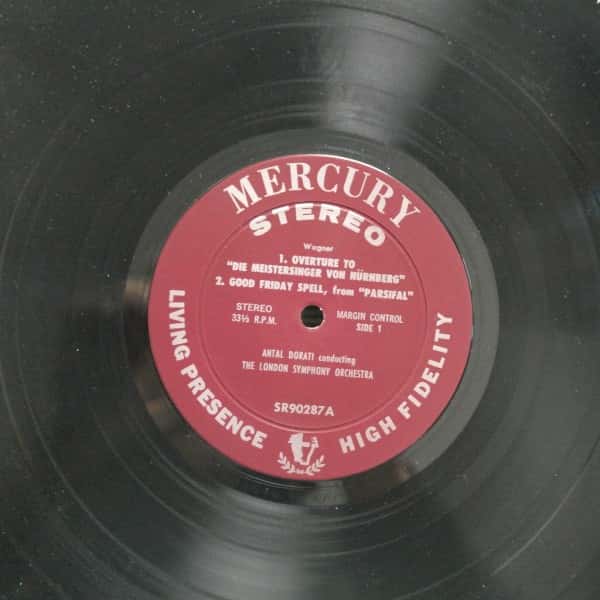 MERCURY
STEREO
Wagner
1. OVERTURE TO
"DIE MEISTERSINGER VON NÜRNBERG"
2. GOOD FRIDAY SPELL, from "PARSIFAL"
STEREO
33⅓ R.P.M.
MARGIN CONTROL
SIDE 1
ANTAL DORATI conducting
THE LONDON SYMPHONY ORCHESTRA
SR90287A
LIVING PRESENCE
HIGH FIDELITY